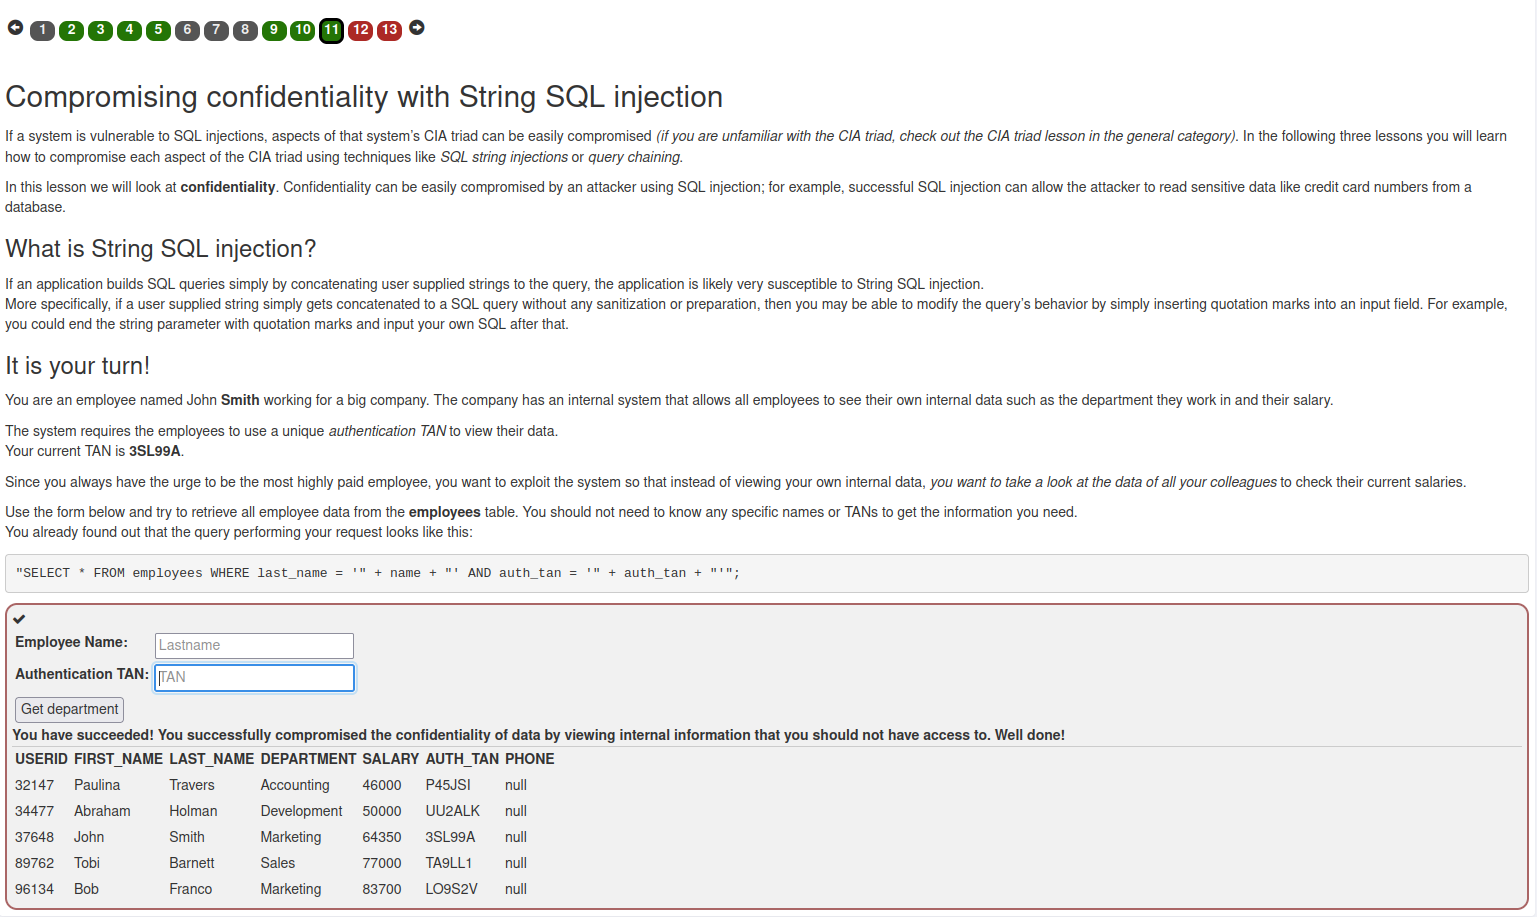 1 2 3 4 5 6 7 8 9 10 11 12 13
Compromising confidentiality with String SQL injection
If a system is vulnerable to SQL injections, aspects of that system’s CIA triad can be easily compromised (if you are unfamiliar with the CIA triad, check out the CIA triad lesson in the general category). In the following three lessons you will learn
how to compromise each aspect of the CIA triad using techniques like SQL string injections or query chaining.
In this lesson we will look at confidentiality. Confidentiality can be easily compromised by an attacker using SQL injection; for example, successful SQL injection can allow the attacker to read sensitive data like credit card numbers from a
database.
What is String SQL injection?
If an application builds SQL queries simply by concatenating user supplied strings to the query, the application is likely very susceptible to String SQL injection.
More specifically, if a user supplied string simply gets concatenated to a SQL query without any sanitization or preparation, then you may be able to modify the query’s behavior by simply inserting quotation marks into an input field. For example,
you could end the string parameter with quotation marks and input your own SQL after that.
It is your turn!
You are an employee named John Smith working for a big company. The company has an internal system that allows all employees to see their own internal data such as the department they work in and their salary.
The system requires the employees to use a unique authentication TAN to view their data.
Your current TAN is 3SL99A.
Since you always have the urge to be the most highly paid employee, you want to exploit the system so that instead of viewing your own internal data, you want to take a look at the data of all your colleagues to check their current salaries.
Use the form below and try to retrieve all employee data from the employees table. You should not need to know any specific names or TANs to get the information you need.
You already found out that the query performing your request looks like this:
"SELECT * FROM employees WHERE last_name = '" + name + "' AND auth_tan = '" + auth_tan + "'";
Employee Name: Lastname
Authentication TAN: TAN
Get department
You have succeeded! You successfully compromised the confidentiality of data by viewing internal information that you should not have access to. Well done!
USERID FIRST_NAME LAST_NAME DEPARTMENT SALARY AUTH_TAN PHONE
32147 Paulina Travers Accounting 46000 P45JSI null
34477 Abraham Holman Development 50000 UU2ALK null
37648 John Smith Marketing 64350 3SL99A null
89762 Tobi Barnett Sales 77000 TA9LL1 null
96134 Bob Franco Marketing 83700 LO9S2V null